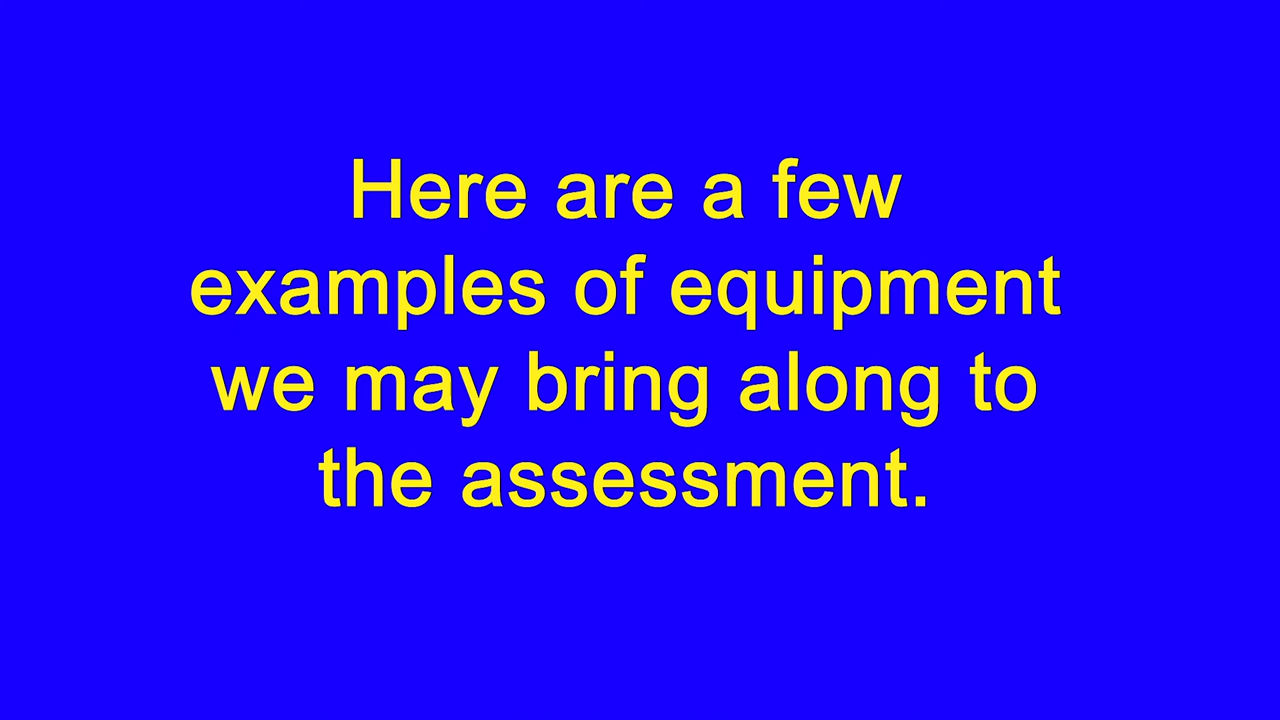 Here are a few
examples of equipment
we may bring along to
the assessment.